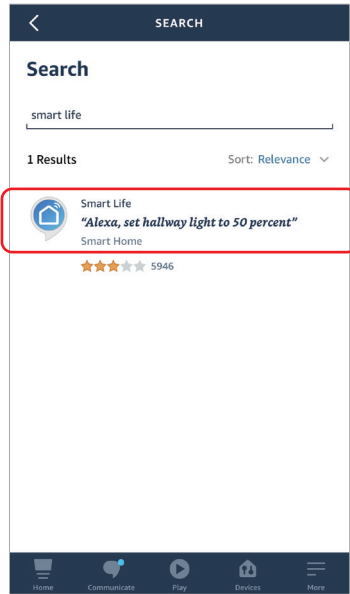 SEARCH
Search
smart life
1 Results Sort: Relevance
Smart Life
“Alexa, set hallway light to 50 percent”
Smart Home
5946
Home Communicate Play Devices More